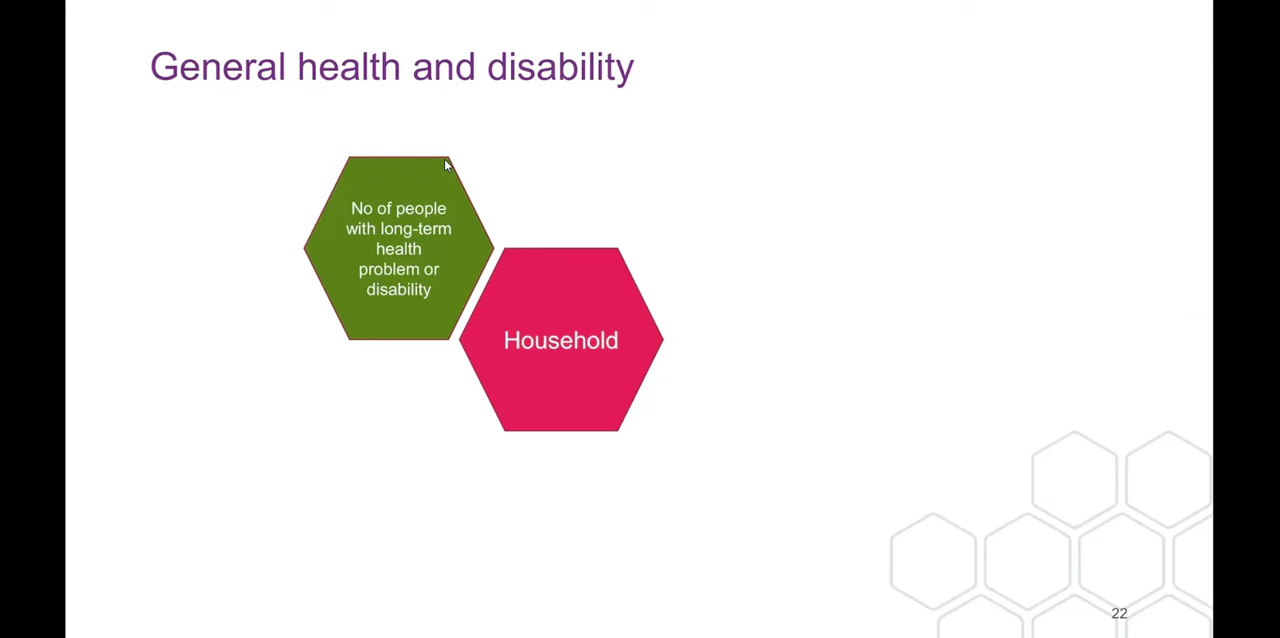 General health and disability
No of people
with long-term
health
problem or
disability
Household
22